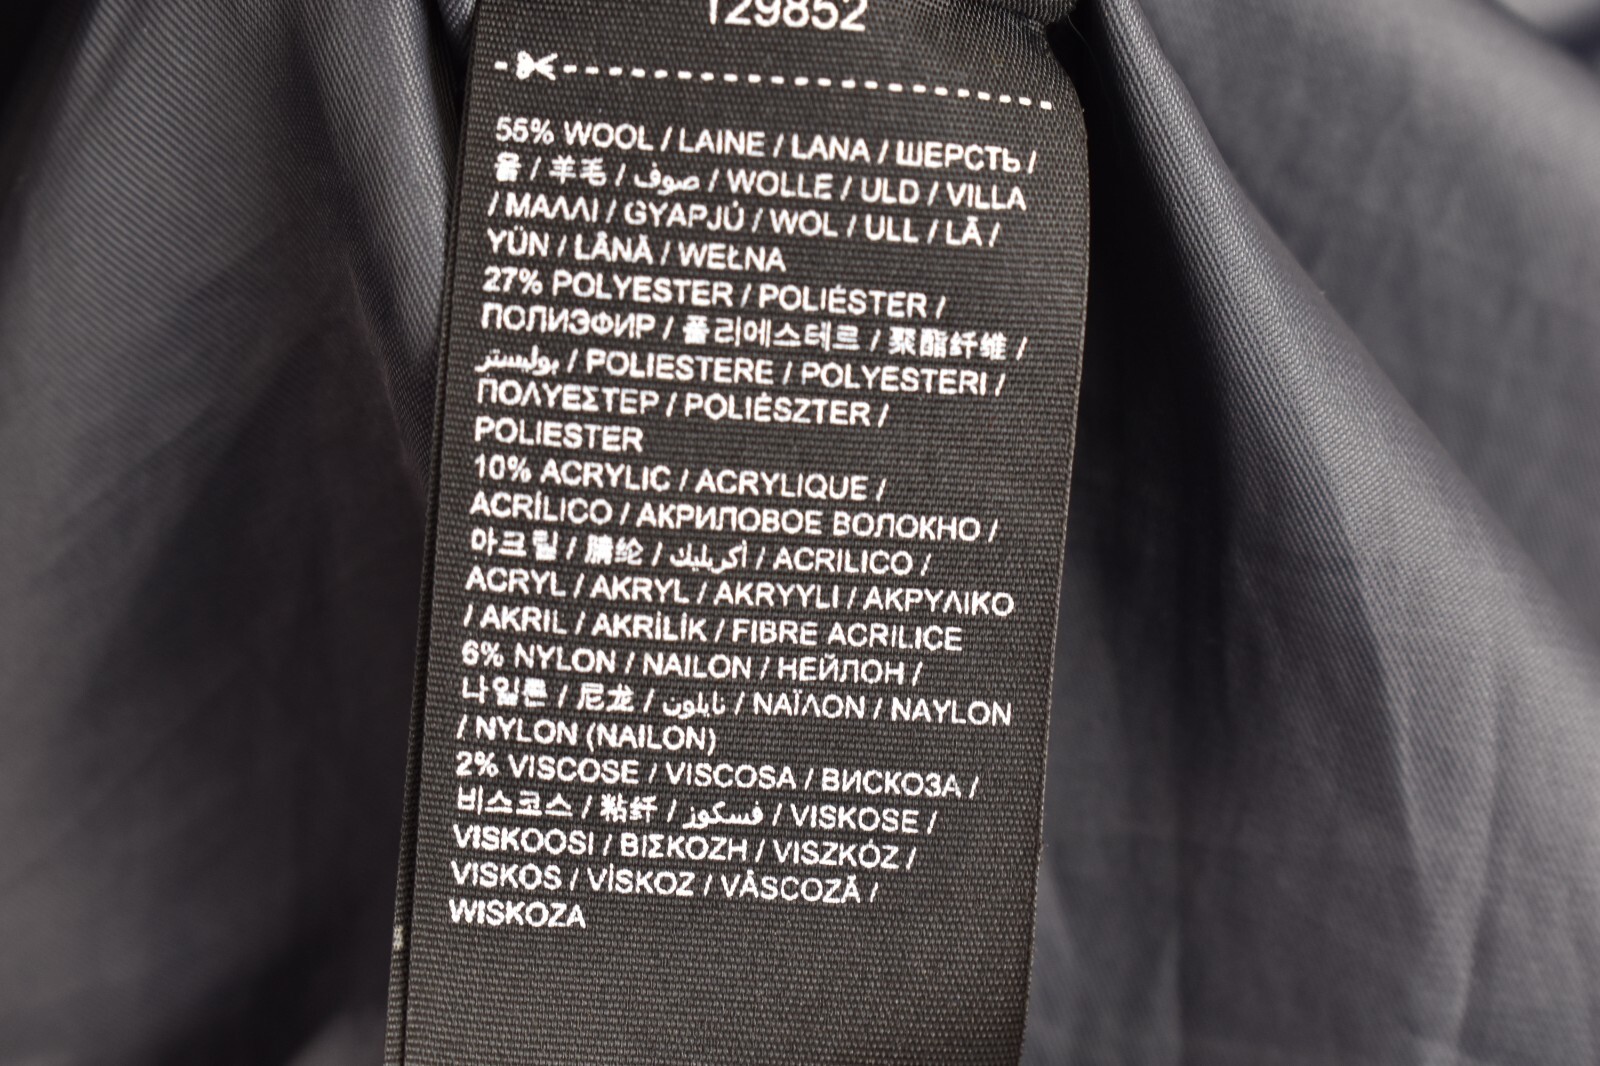 129852
55% WOOL / LAINE / LANA / ШЕРСТЬ /
울 / 羊毛 / صوف / WOLLE / ULD / VILLA
/ ΜΑΛΛΙ / GYAPJÚ / WOL / ULL / LÃ /
YÜN / LÂNĂ / WEŁNA
27% POLYESTER / POLIÉSTER /
ПОЛИЭФИР / 폴리에스테르 / 聚酯纤维 /
بوليستر / POLIESTERE / POLYESTERI /
ΠΟΛΥΕΣΤΕΡ / POLIÉSZTER /
POLIESTER
10% ACRYLIC / ACRYLIQUE /
ACRÍLICO / АКРИЛОВОЕ ВОЛОКНО /
아크릴 / 腈纶 / أكريليك / ACRILICO /
ACRYL / AKRYL / AKRYYLI / ΑΚΡΥΛΙΚΟ
/ AKRIL / AKRİLİK / FIBRE ACRILICE
6% NYLON / NAILON / НЕЙЛОН /
나일론 / 尼龙 / نايلون / ΝΑΪΛΟΝ / NAYLON
/ NYLON (NAILON)
2% VISCOSE / VISCOSA / ВИСКОЗА /
비스코스 / 粘纤 / فسكوز / VISKOSE /
VISKOOSI / ΒΙΣΚΟΖΗ / VISZKÓZ /
VISKOS / VİSKOZ / VÂSCOZĂ /
WISKOZA